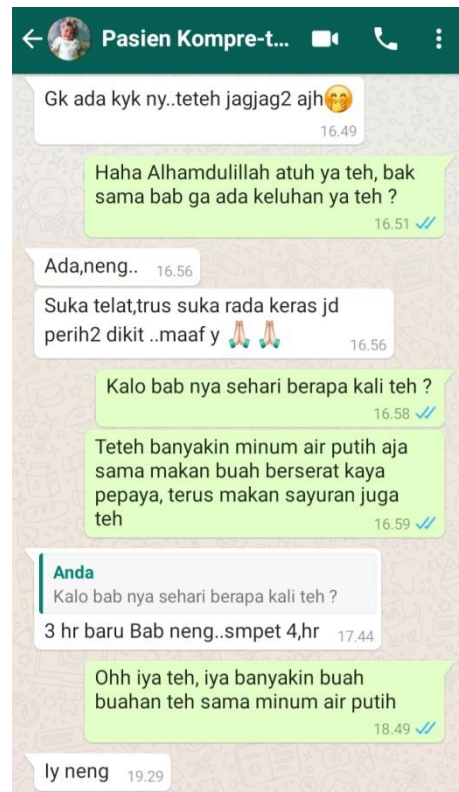 Pasien Kompre-t...
Gk ada kyk ny..teteh jagjag2 ajh🤭
16.49
Haha Alhamdulillah atuh ya teh, bak
sama bab ga ada keluhan ya teh ?
16.51
Ada,neng.. 16.56
Suka telat,trus suka rada keras jd
perih2 dikit ..maaf y 🙏🏻 🙏🏻
16.56
Kalo bab nya sehari berapa kali teh ?
16.58
Teteh banyakin minum air putih aja
sama makan buah berserat kaya
pepaya, terus makan sayuran juga
teh
16.59
Anda
Kalo bab nya sehari berapa kali teh ?
3 hr baru Bab neng..smpet 4,hr 17.44
Ohh iya teh, iya banyakin buah
buahan teh sama minum air putih
18.49
Iy neng 19.29